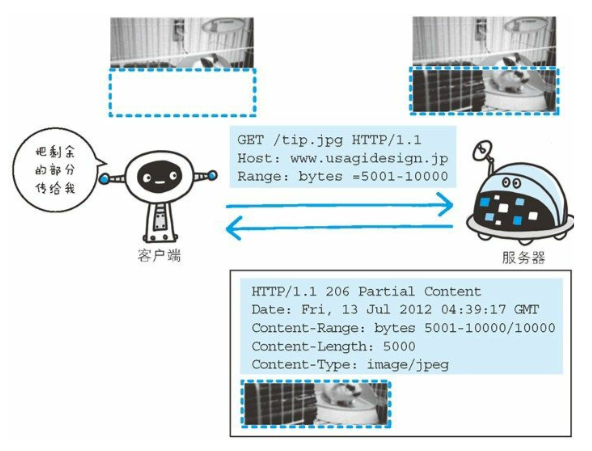 把剩余
的部分
传给我
GET /tip.jpg HTTP/1.1
Host: www.usagidesign.jp
Range: bytes =5001-10000
客户端
服务器
HTTP/1.1 206 Partial Content
Date: Fri, 13 Jul 2012 04:39:17 GMT
Content-Range: bytes 5001-10000/10000
Content-Length: 5000
Content-Type: image/jpeg